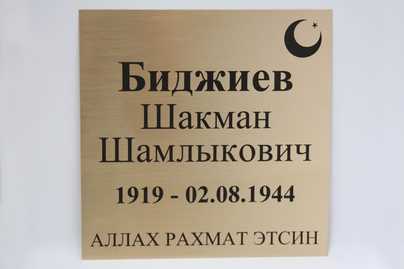 Биджиев
Шакман
Шамлыкович
1919 - 02.08.1944
АЛЛАХ РАХМАТ ЭТСИН